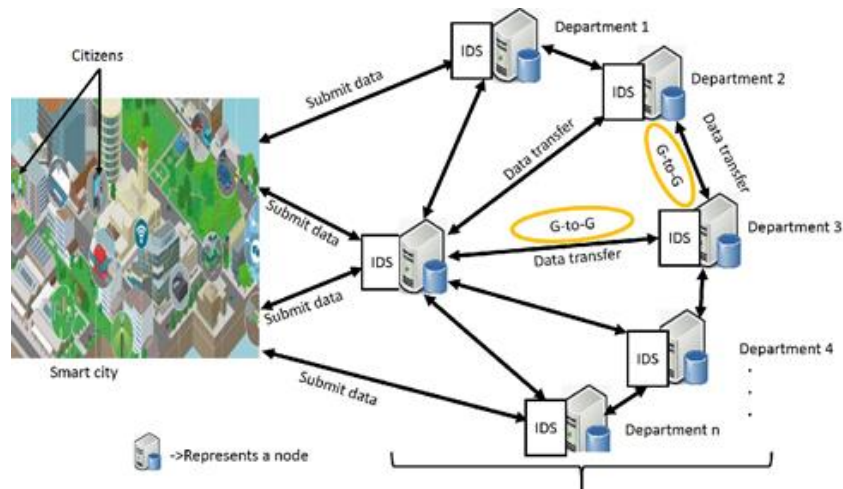 Citizens
Smart city
Submit data
Submit data
Submit data
Submit data
IDS
Department 1
IDS
Department 2
Data transfer
Data transfer
G-to-G
G-to-G
IDS
Data transfer
IDS
Department 3
IDS
Department 4
IDS
Department n
->Represents a node